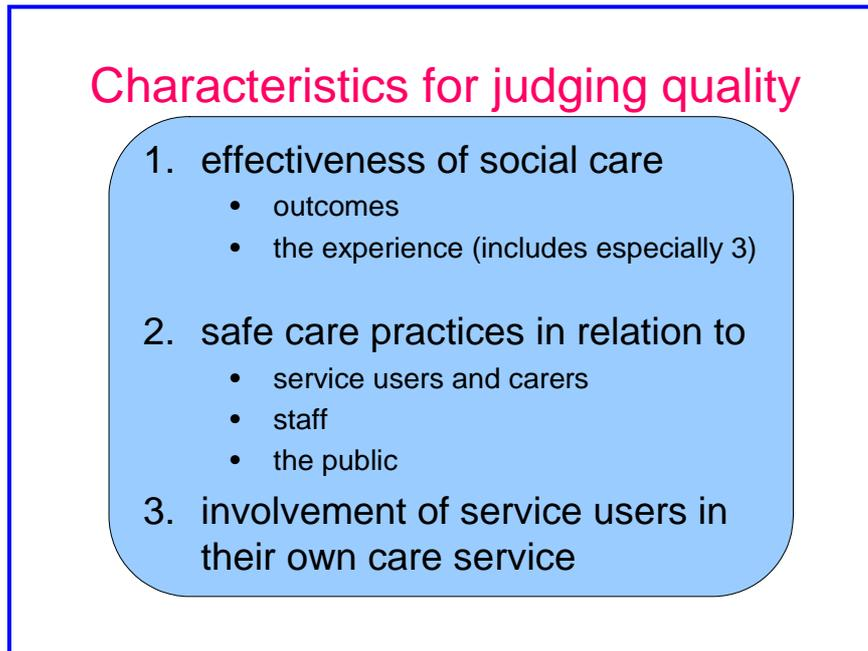 Characteristics for judging quality
1. effectiveness of social care
• outcomes
• the experience (includes especially 3)
2. safe care practices in relation to
• service users and carers
• staff
• the public
3. involvement of service users in
their own care service